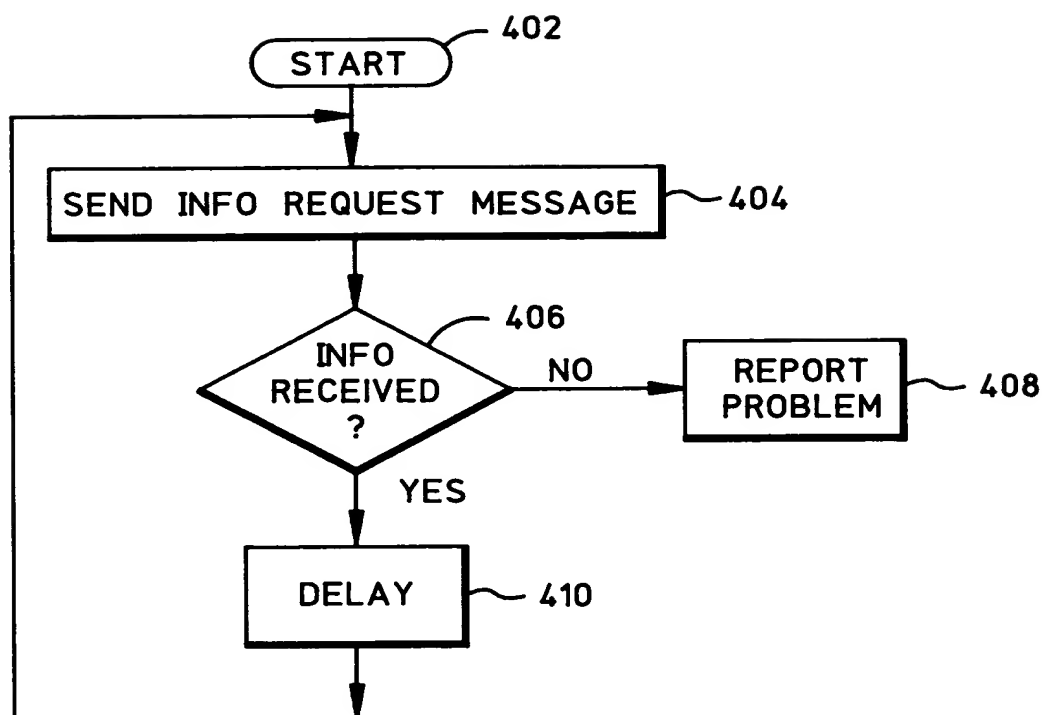 402
START
SEND INFO REQUEST MESSAGE
404
406
INFO
RECEIVED
?
NO
REPORT
PROBLEM
408
YES
DELAY
410